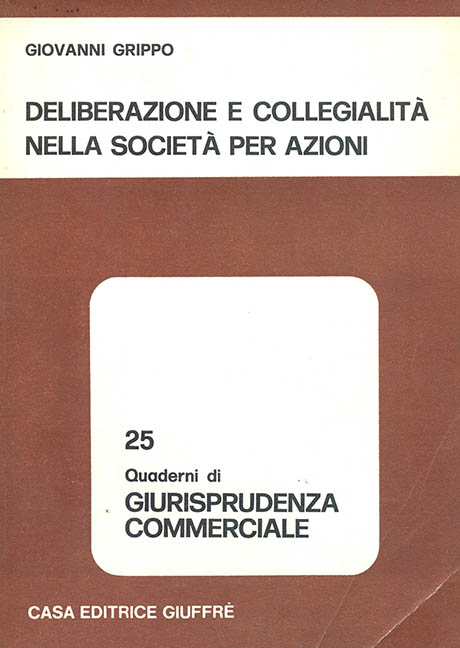 GIOVANNI GRIPPO
DELIBERAZIONE E COLLEGIALITÀ
NELLA SOCIETÀ PER AZIONI
25
Quaderni di
GIURISPRUDENZA
COMMERCIALE
CASA EDITRICE GIUFFRÈ